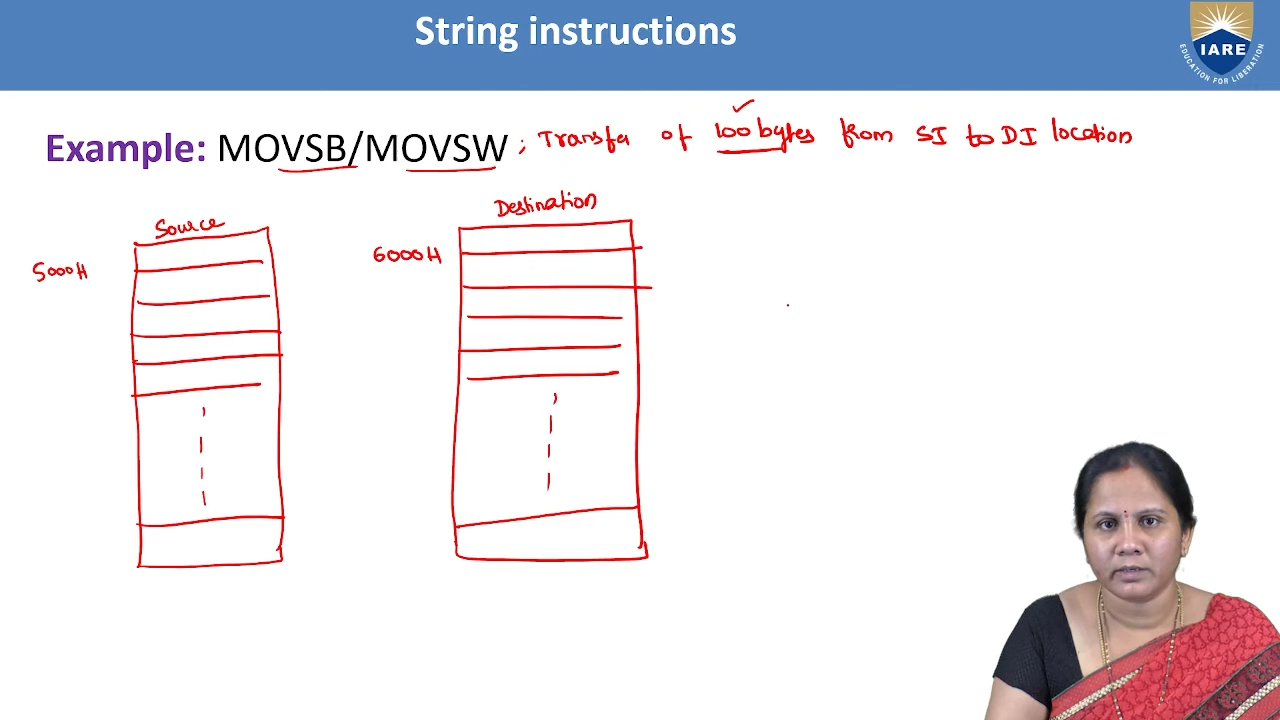 String instructions
IARE
EDUCATION FOR LIBERATION
Example: MOVSB/MOVSW ; Transfer of 100 bytes from SI to DI location
Source
Destination
5000H
6000H